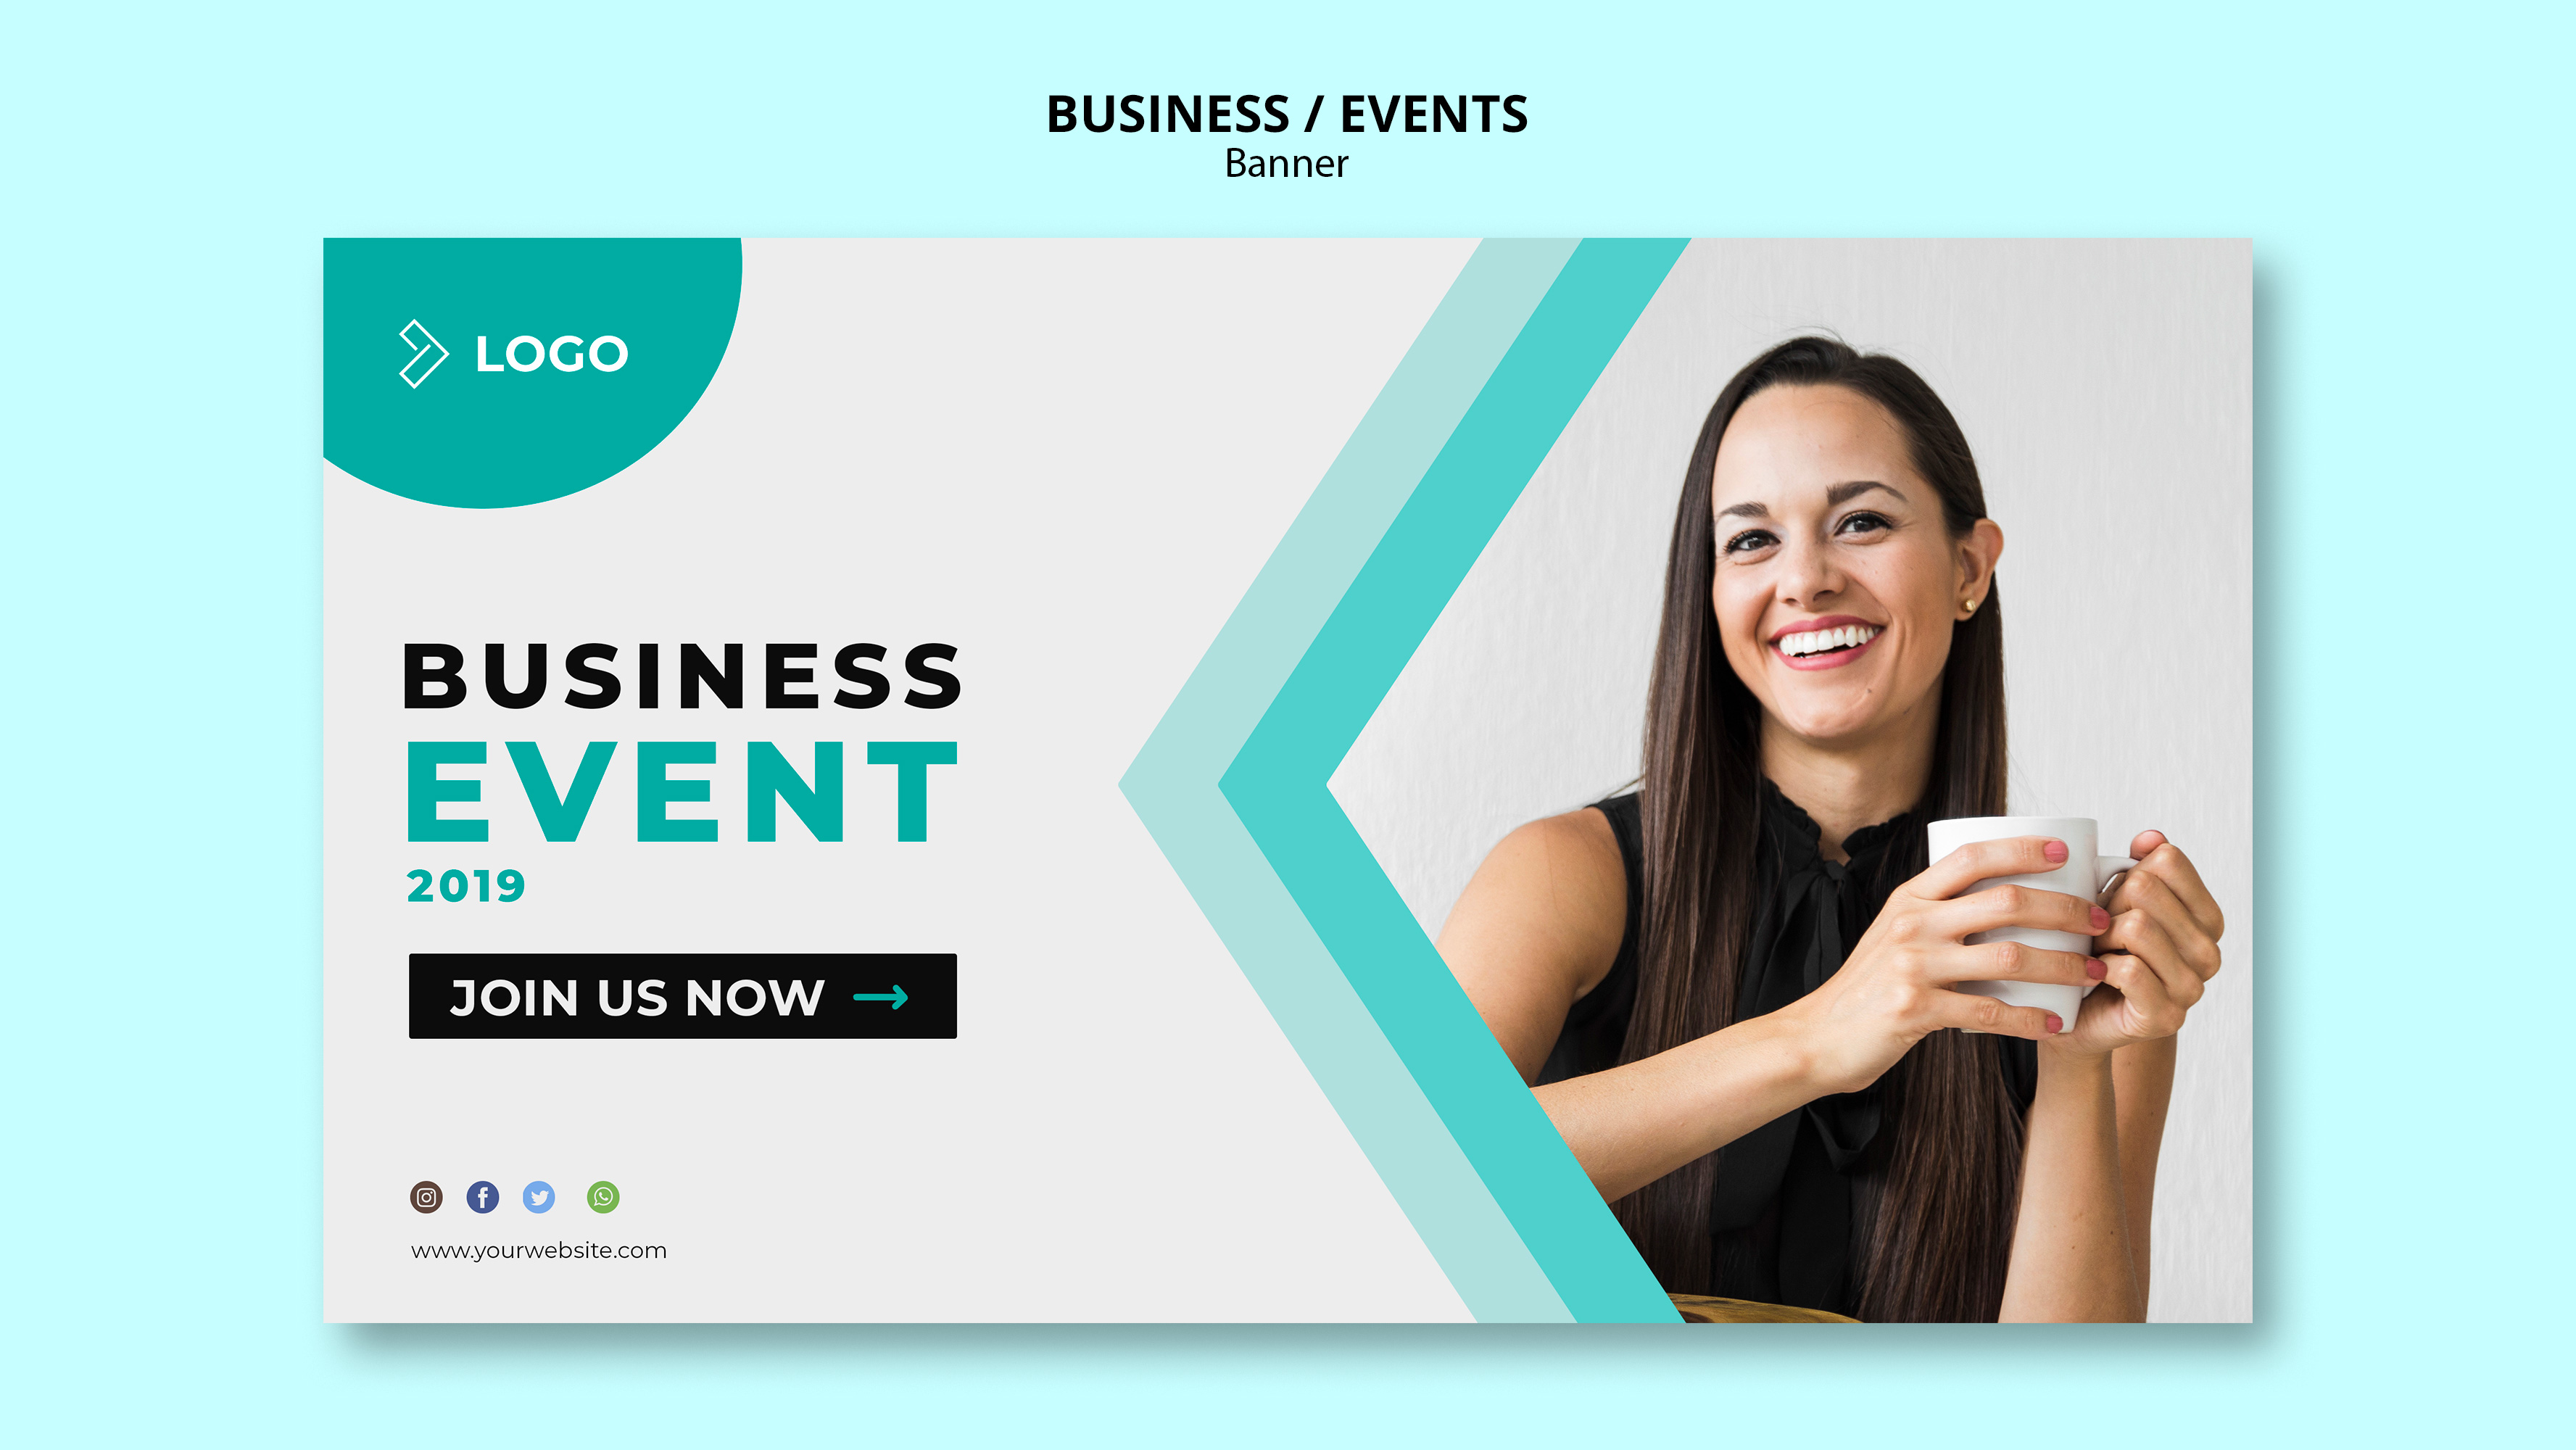 BUSINESS / EVENTS
Banner
LOGO
BUSINESS
EVENT
2019
JOIN US NOW
www.yourwebsite.com